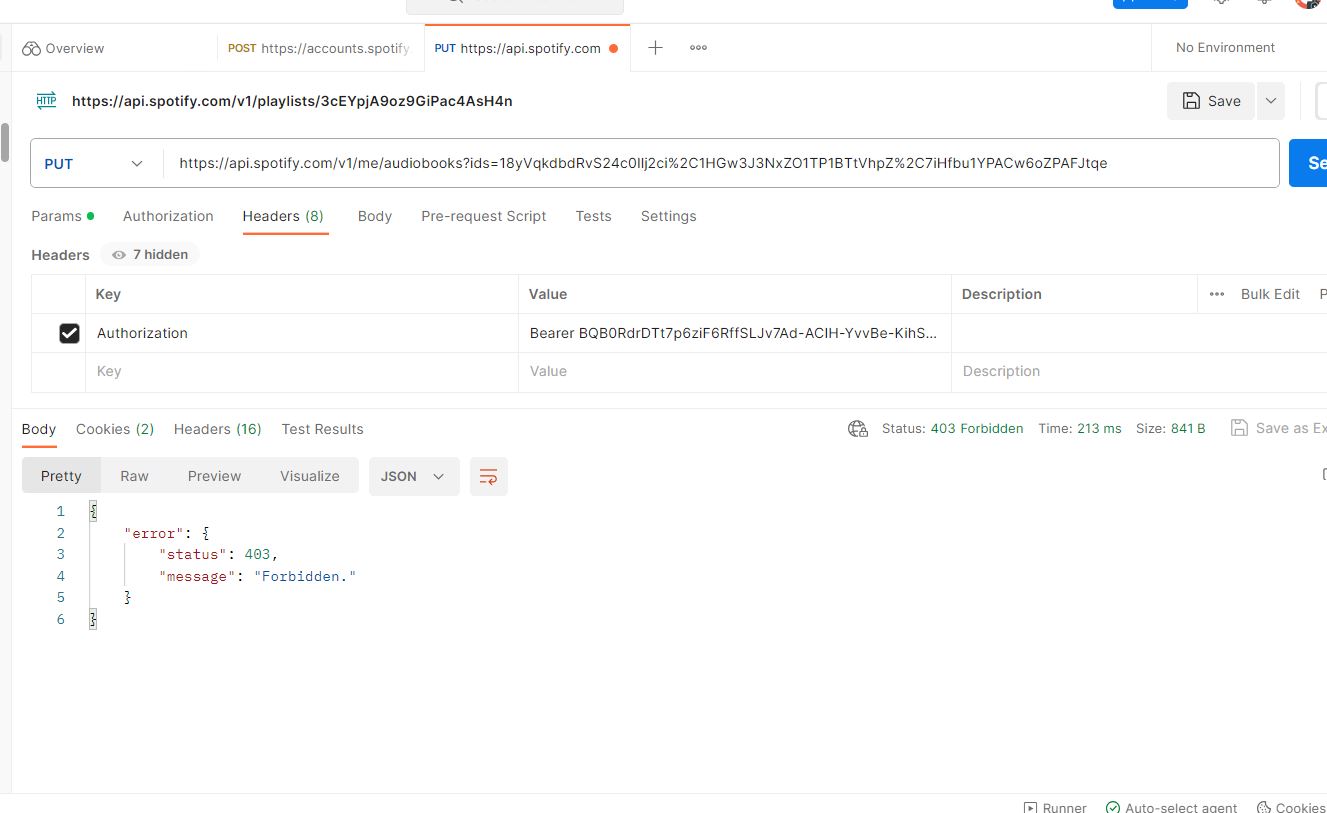 Overview
POST https://accounts.spotify
PUT https://api.spotify.com
No Environment
HTTP https://api.spotify.com/v1/playlists/3cEYpjA9oz9GiPac4AsH4n
Save
PUT https://api.spotify.com/v1/me/audiobooks?ids=18yVqkdbdRvS24c0Ilj2ci%2C1HGw3J3NxZO1TP1BTtVhpZ%2C7iHfbu1YPACw6oZPAFJtqe
Se
Params Authorization Headers (8) Body Pre-request Script Tests Settings
Headers 7 hidden
Key Value Description ••• Bulk Edit P
Authorization Bearer BQB0RdrDTt7p6ziF6RffSLJv7Ad-ACIH-YvvBe-KihS...
Key Value Description
Body Cookies (2) Headers (16) Test Results Status: 403 Forbidden Time: 213 ms Size: 841 B Save as Ex
Pretty Raw Preview Visualize JSON
1 {
2 "error": {
3 "status": 403,
4 "message": "Forbidden."
5 }
6 }
Runner Auto-select agent Cookies